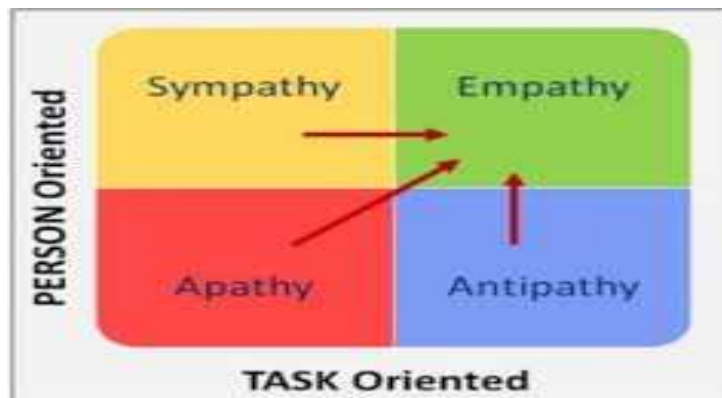 PERSON Oriented
Sympathy
Empathy
Apathy
Antipathy
TASK Oriented